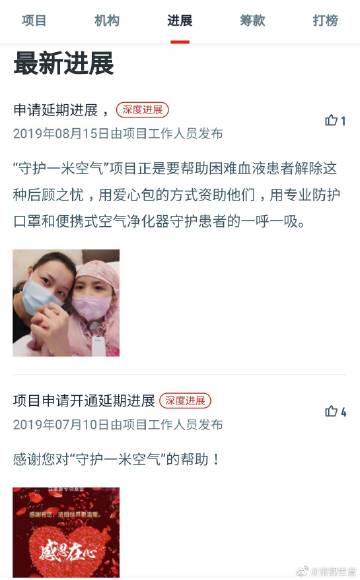 项目 机构 进展 筹款 打榜
最新进展
申请延期进展， 深度进展
1
2019年08月15日由项目工作人员发布
“守护一米空气”项目正是要帮助困难血液患者解除这
种后顾之忧，用爱心包的方式资助他们，用专业防护
口罩和便携式空气净化器守护患者的一呼一吸。
项目申请开通延期进展 深度进展
4
2019年07月10日由项目工作人员发布
感谢您对“守护一米空气”的帮助！
感恩在心